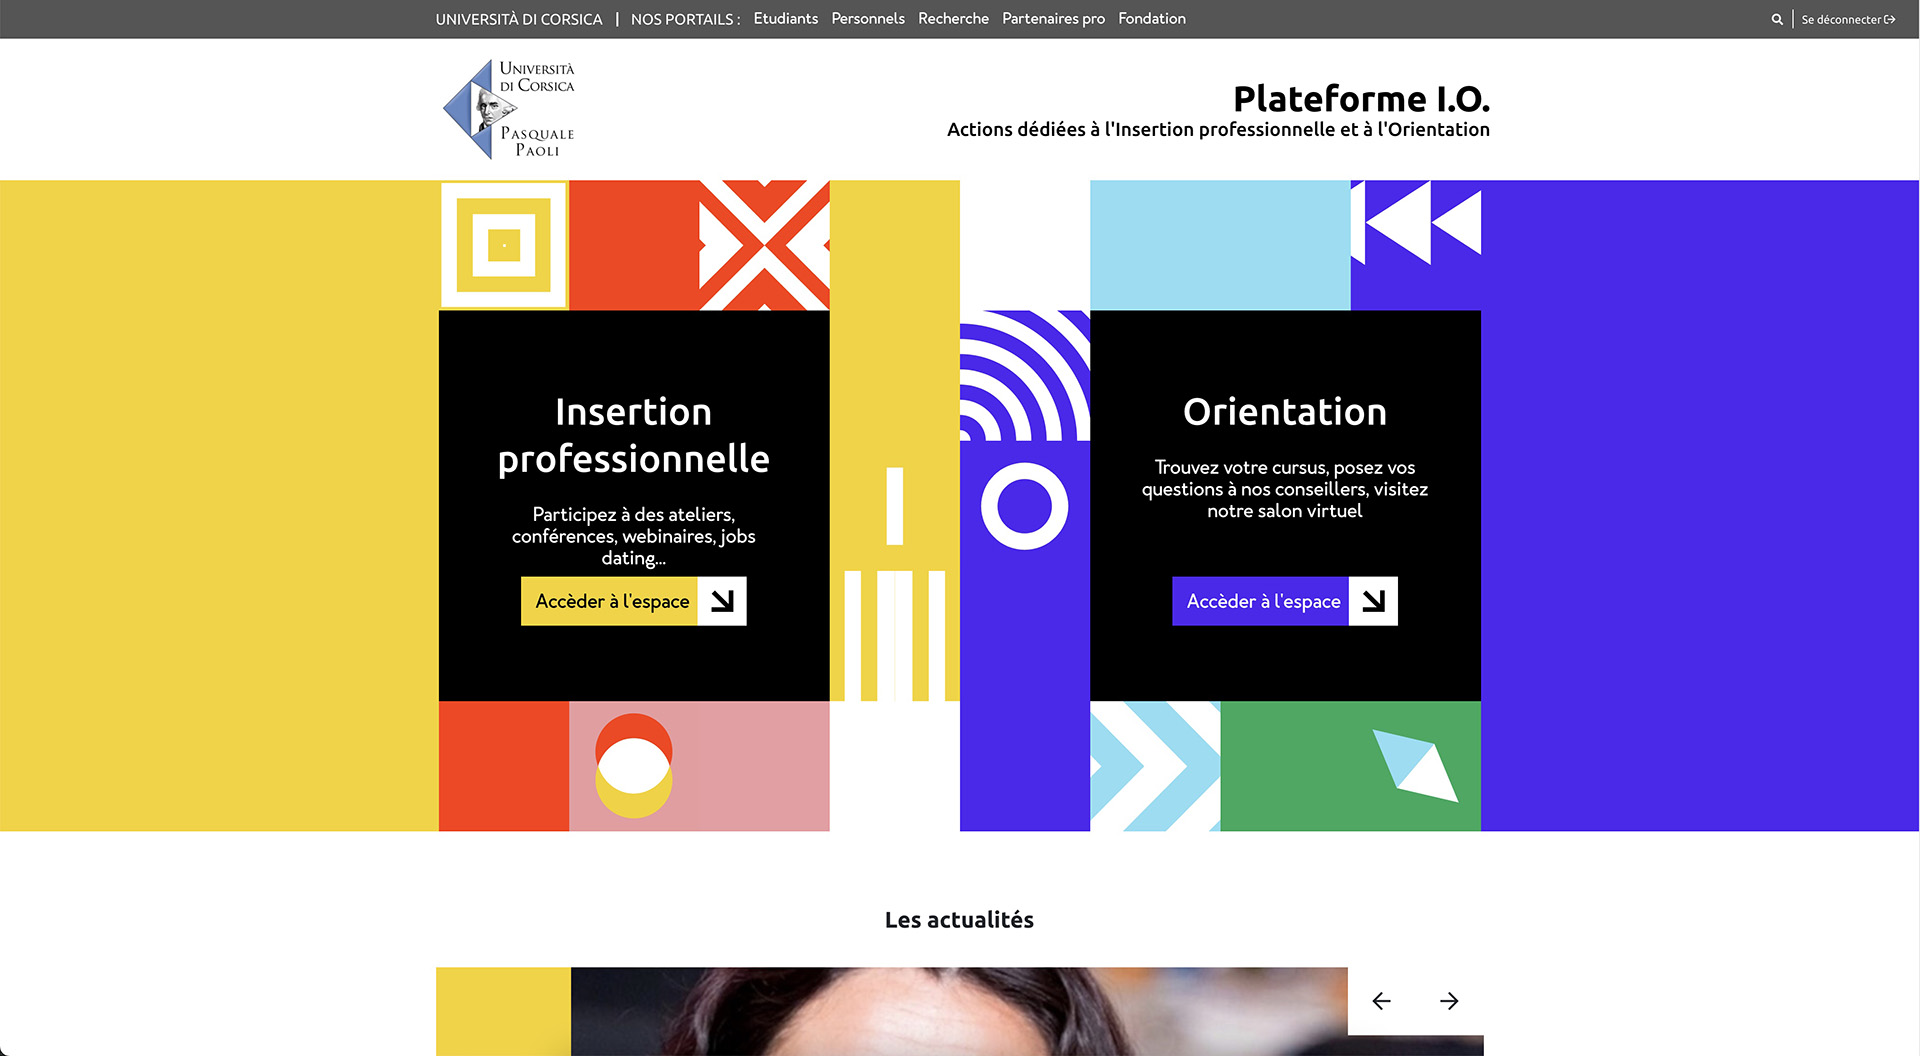 UNIVERSITÀ DI CORSICA | NOS PORTAILS : Etudiants Personnels Recherche Partenaires pro Fondation Se déconnecter
UNIVERSITÀ
DI CORSICA
PASQUALE
PAOLI
Plateforme I.O.
Actions dédiées à l'Insertion professionnelle et à l'Orientation
Insertion
professionnelle
Participez à des ateliers,
conférences, webinaires, jobs
dating...
Accèder à l'espace
I
O
Orientation
Trouvez votre cursus, posez vos
questions à nos conseillers, visitez
notre salon virtuel
Accèder à l'espace
Les actualités